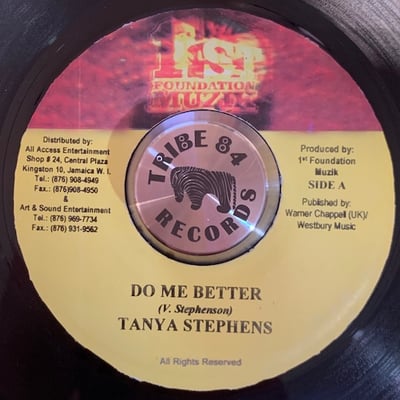 1st
FOUNDATION
MUZIK
Distributed by:
All Access Entertainment
Shop # 24, Central Plaza
Kingston 10, Jamaica W. I.
Tel.: (876) 908-4949
Fax.: (876)908-4950
&
Art & Sound Entertainment
Tel.: (876) 969-7734
Fax.: (876) 931-9562
TRIBE 84
RECORDS
Produced by:
1st Foundation
Muzik
SIDE A
Published by:
Warner Chappell (UK)/
Westbury Music
DO ME BETTER
(V. Stephenson)
TANYA STEPHENS
All Rights Reserved